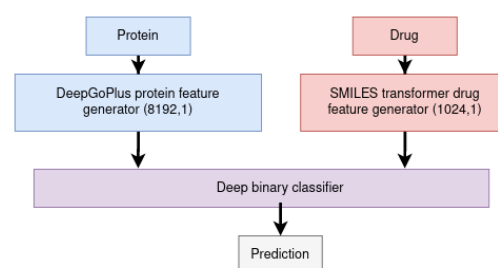 Protein
Drug
DeepGoPlus protein feature
generator (8192,1)
SMILES transformer drug
feature generator (1024,1)
Deep binary classifier
Prediction